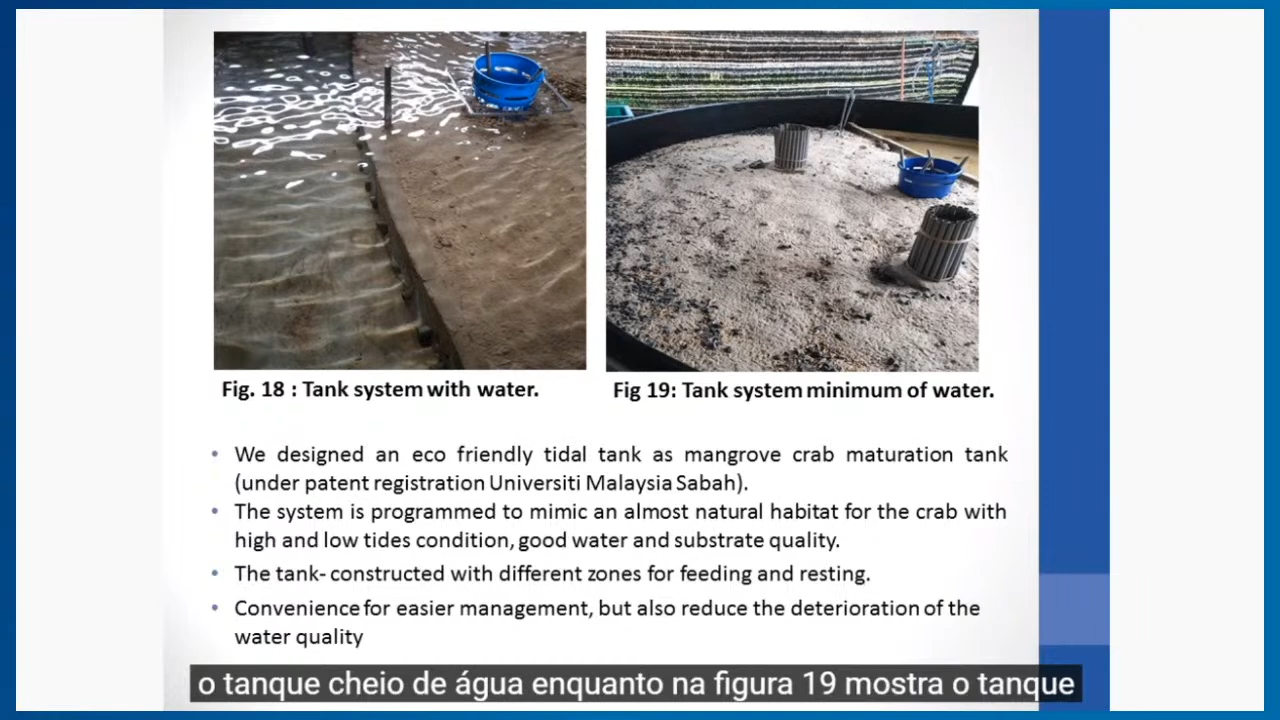 Fig. 18 : Tank system with water.
Fig 19: Tank system minimum of water.
• We designed an eco friendly tidal tank as mangrove crab maturation tank
(under patent registration Universiti Malaysia Sabah).
• The system is programmed to mimic an almost natural habitat for the crab with
high and low tides condition, good water and substrate quality.
• The tank- constructed with different zones for feeding and resting.
• Convenience for easier management, but also reduce the deterioration of the
water quality
o tanque cheio de água enquanto na figura 19 mostra o tanque